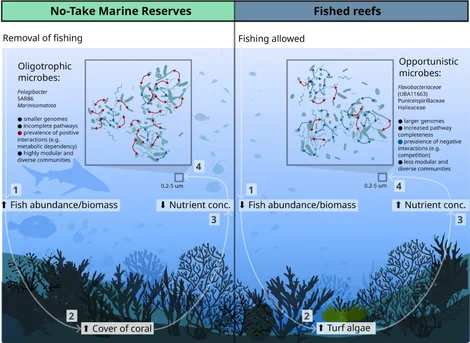 No-Take Marine Reserves
Removal of fishing
Oligotrophic
microbes:
Pelagibacter
SAR86
Marinisomatota
● smaller genomes
● incomplete pathways
● prevalence of positive
interactions (e.g.
metabolic dependency)
● highly modular and
diverse communities
0.2-5 um
4
1
⬆ Fish abundance/biomass
⬇ Nutrient conc.
3
2
⬆ Cover of coral
Fished reefs
Fishing allowed
Opportunistic
microbes:
Flavobacteriaceae
(UBA11663)
Puniceispirillaceae
Halieaceae
● larger genomes
● increased pathway
completeness
● prevalence of negative
interactions (e.g.
competition)
● less modular and
diverse communities
0.2-5 um
4
1
⬇ Fish abundance/biomass
⬆ Nutrient conc.
3
2
⬆ Turf algae